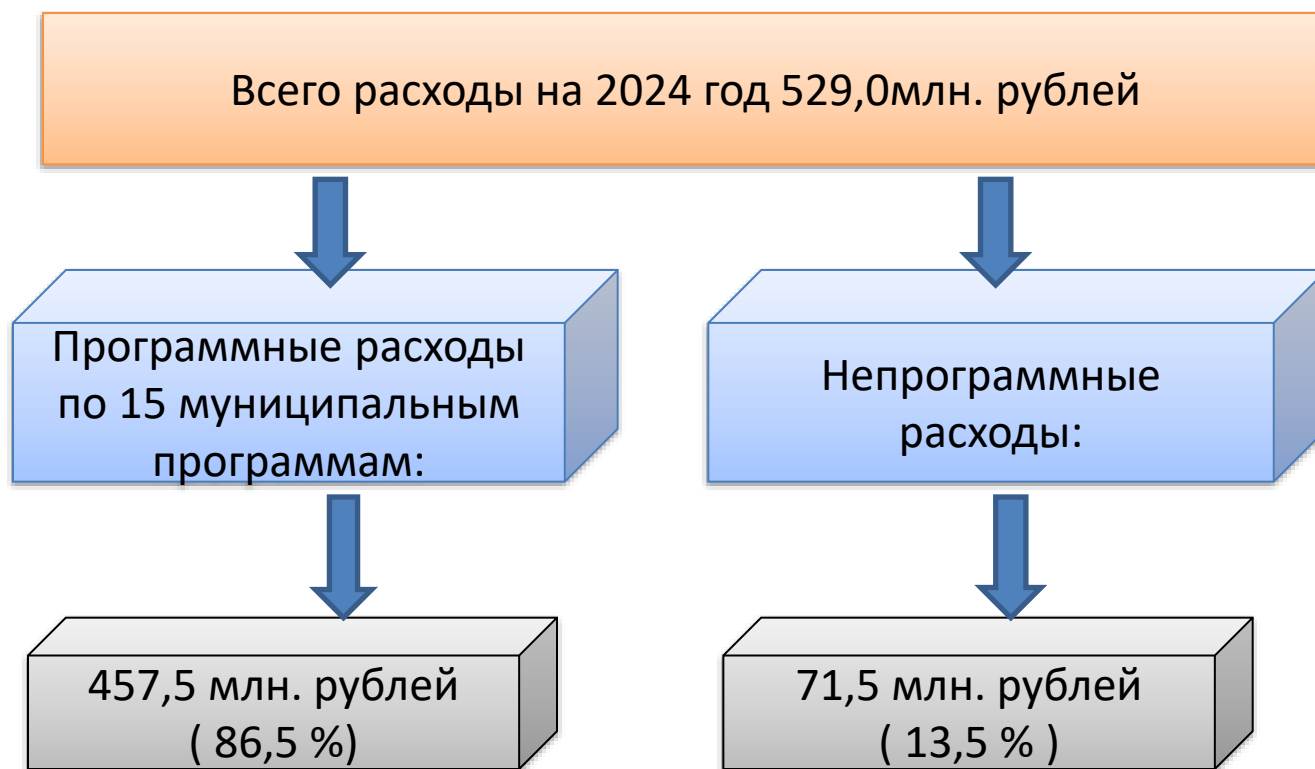 Всего расходы на 2024 год 529,0млн. рублей
Программные расходы
по 15 муниципальным
программам:
Непрограммные
расходы:
457,5 млн. рублей
( 86,5 %)
71,5 млн. рублей
( 13,5 % )